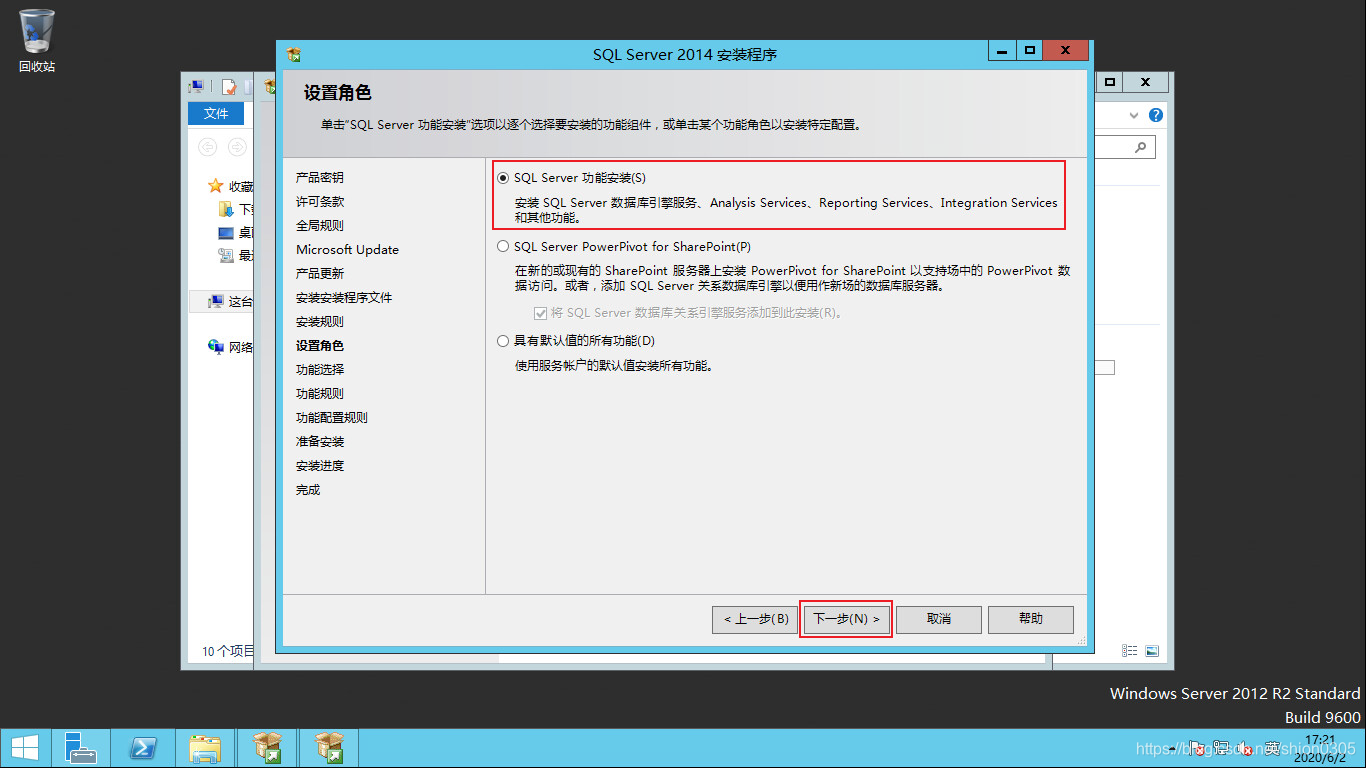 回收站
SQL Server 2014 安装程序
文件
设置角色
单击“SQL Server 功能安装”选项以逐个选择要安装的功能组件，或单击某个功能角色以安装特定配置。
收藏
桌面
这台
网络
10 个项目
产品密钥
许可条款
全局规则
Microsoft Update
产品更新
安装安装程序文件
安装规则
设置角色
功能选择
功能规则
功能配置规则
准备安装
安装进度
完成
SQL Server 功能安装(S)
安装 SQL Server 数据库引擎服务、Analysis Services、Reporting Services、Integration Services
和其他功能。
SQL Server PowerPivot for SharePoint(P)
在新的或现有的 SharePoint 服务器上安装 PowerPivot for SharePoint 以支持场中的 PowerPivot 数
据访问。或者，添加 SQL Server 关系数据库引擎以便用作新场的数据库服务器。
将 SQL Server 数据库关系引擎服务添加到此安装(R)。
具有默认值的所有功能(D)
使用服务帐户的默认值安装所有功能。
< 上一步(B)
下一步(N) >
取消
帮助
Windows Server 2012 R2 Standard
Build 9600
英
17:21
2020/6/2